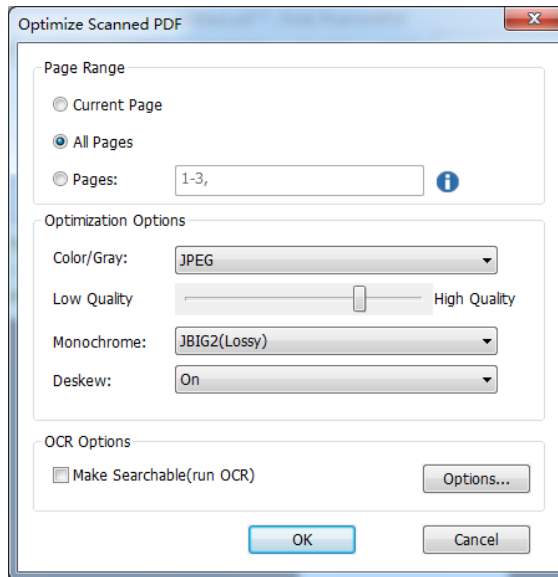 Optimize Scanned PDF
Page Range
Current Page
All Pages
Pages: 1-3,
Optimization Options
Color/Gray: JPEG
Low Quality High Quality
Monochrome: JBIG2(Lossy)
Deskew: On
OCR Options
Make Searchable(run OCR) Options...
OK Cancel